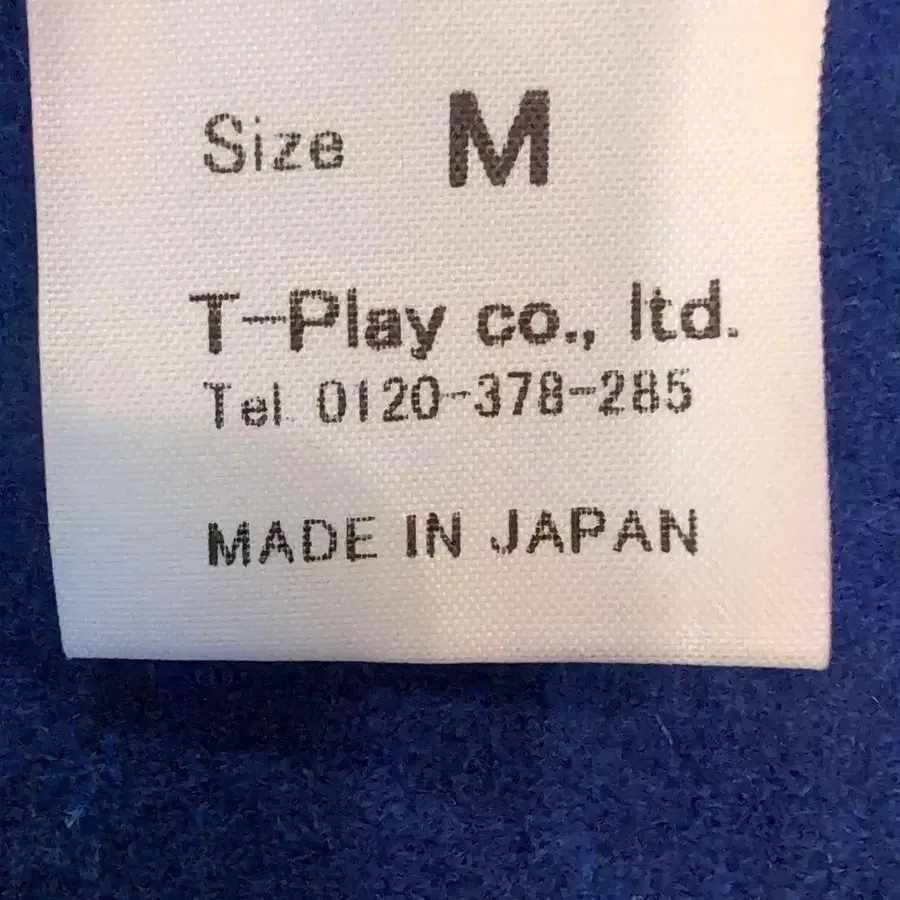 Size M
T-Play co., ltd.
Tel 0120-378-285
MADE IN JAPAN